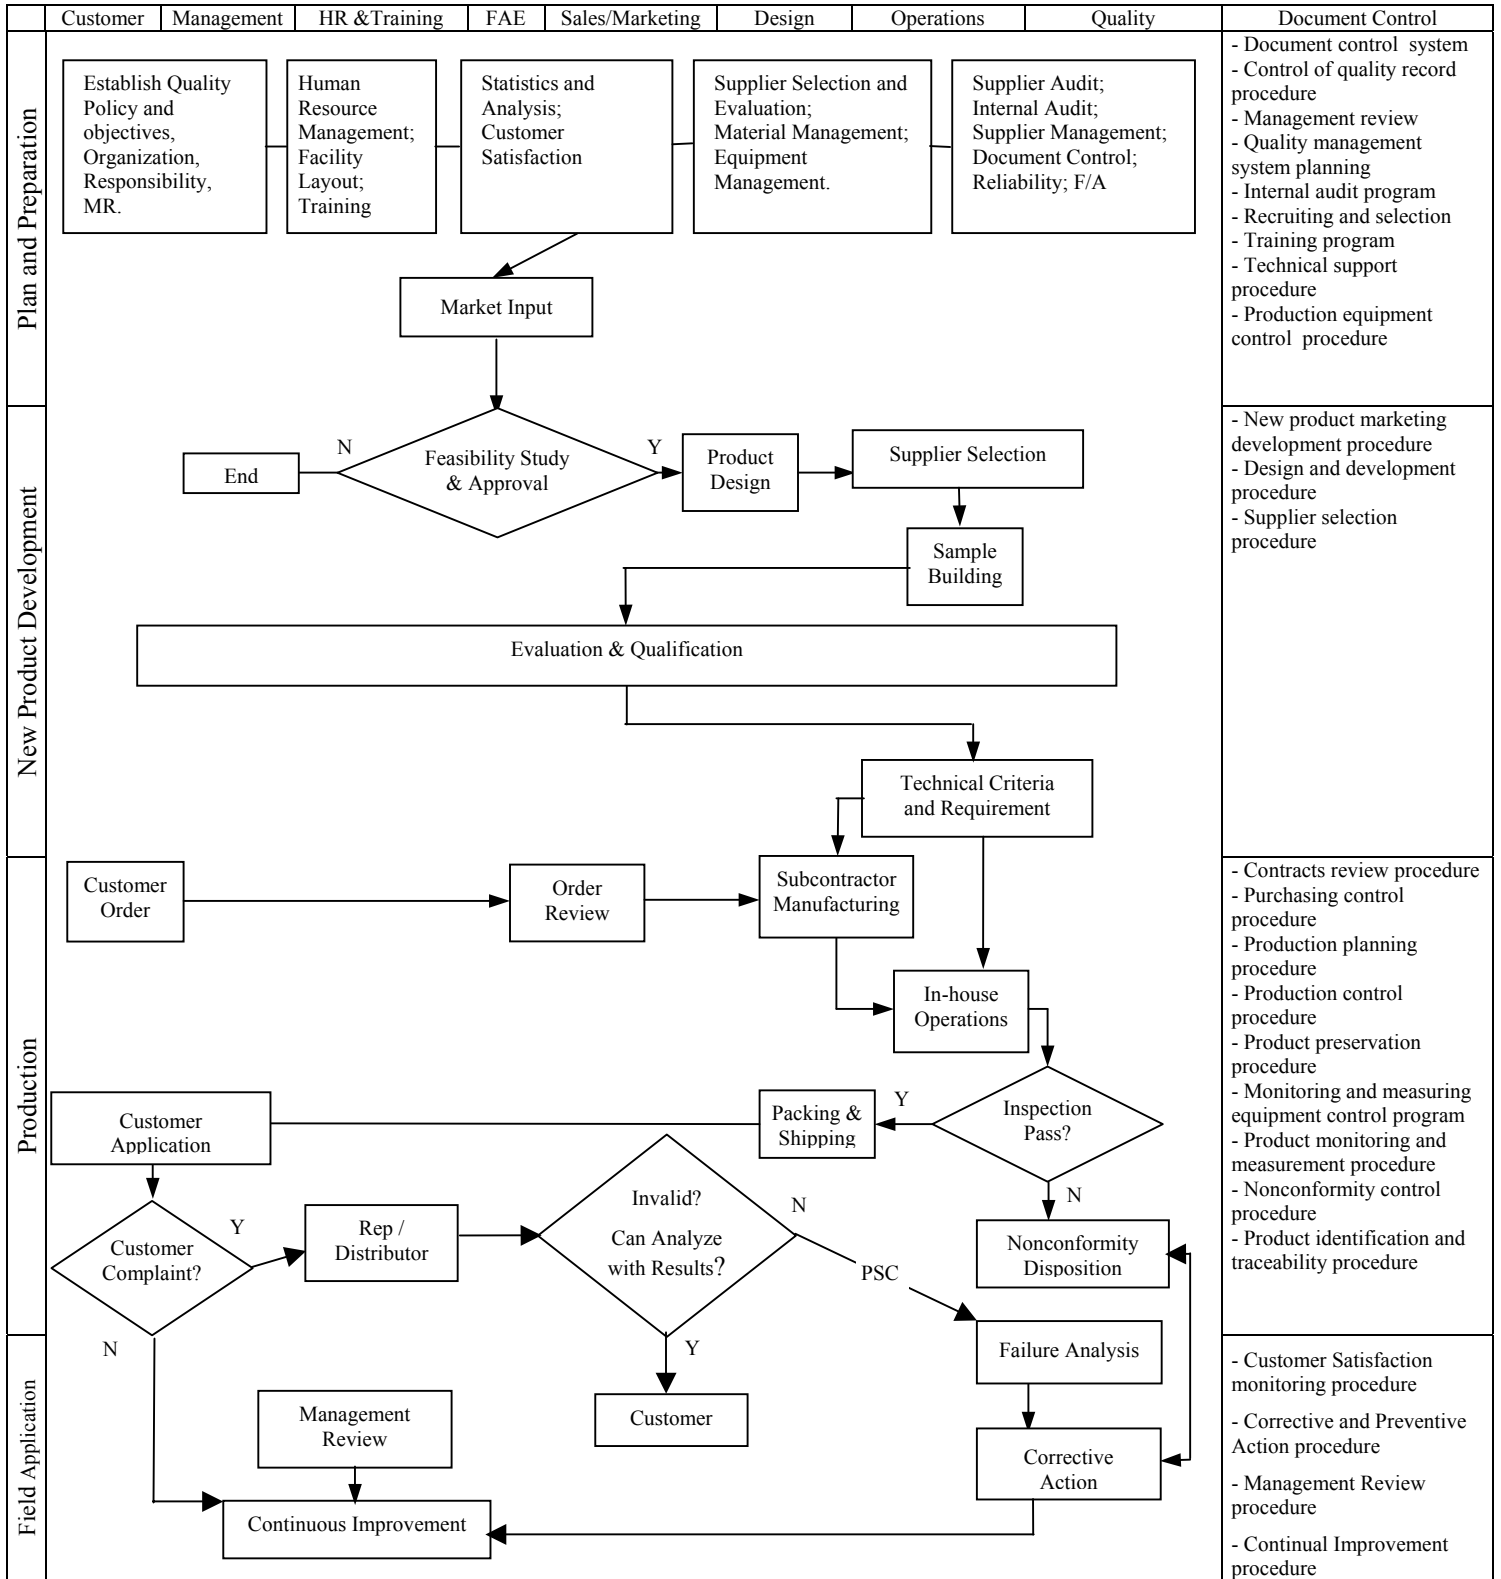 Customer
Management
HR &Training
FAE
Sales/Marketing
Design
Operations
Quality
Document Control
Plan and Preparation
Establish Quality
Policy and
objectives,
Organization,
Responsibility,
MR.
Human
Resource
Management;
Facility
Layout;
Training
Statistics and
Analysis;
Customer
Satisfaction
Supplier Selection and
Evaluation;
Material Management;
Equipment
Management.
Supplier Audit;
Internal Audit;
Supplier Management;
Document Control;
Reliability; F/A
- Document control system
- Control of quality record
procedure
- Management review
- Quality management
system planning
- Internal audit program
- Recruiting and selection
- Training program
- Technical support
procedure
- Production equipment
control procedure
Market Input
New Product Development
N
Feasibility Study
& Approval
Y
End
Product
Design
Supplier Selection
Sample
Building
Evaluation & Qualification
Technical Criteria
and Requirement
- New product marketing
development procedure
- Design and development
procedure
- Supplier selection
procedure
Production
Customer
Order
Order
Review
Subcontractor
Manufacturing
In-house
Operations
Inspection
Pass?
Y
N
Packing &
Shipping
Customer
Application
Customer
Complaint?
Y
N
Rep /
Distributor
Invalid?
Can Analyze
with Results?
N
Y
PSC
Nonconformity
Disposition
- Contracts review procedure
- Purchasing control
procedure
- Production planning
procedure
- Production control
procedure
- Product preservation
procedure
- Monitoring and measuring
equipment control program
- Product monitoring and
measurement procedure
- Nonconformity control
procedure
- Product identification and
traceability procedure
Field Application
Failure Analysis
Customer
Management
Review
Corrective
Action
Continuous Improvement
- Customer Satisfaction
monitoring procedure
- Corrective and Preventive
Action procedure
- Management Review
procedure
- Continual Improvement
procedure